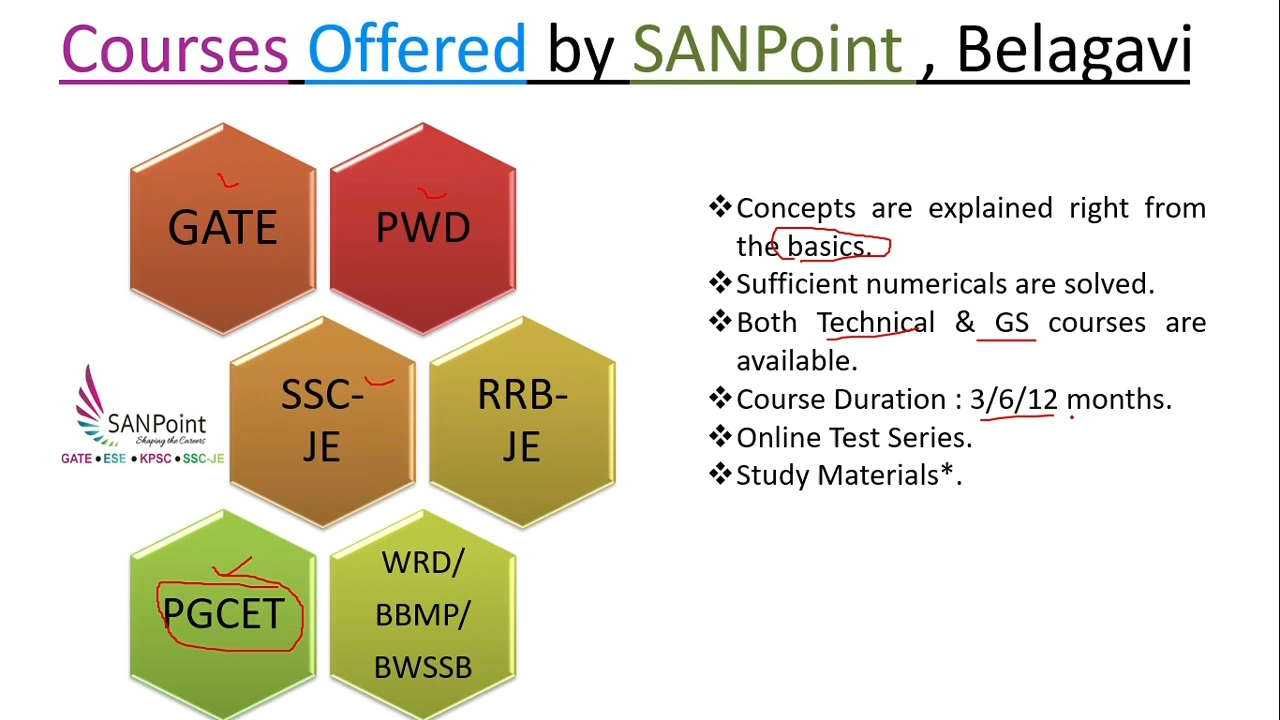 Courses Offered by SANPoint , Belagavi
GATE
PWD
SSC-
JE
RRB-
JE
SANPoint
Shaping the Careers
GATE ● ESE ● KPSC ● SSC-JE
PGCET
WRD/
BBMP/
BWSSB
❖Concepts are explained right from
the basics.
❖Sufficient numericals are solved.
❖Both Technical & GS courses are
available.
❖Course Duration : 3/6/12 months.
❖Online Test Series.
❖Study Materials*.